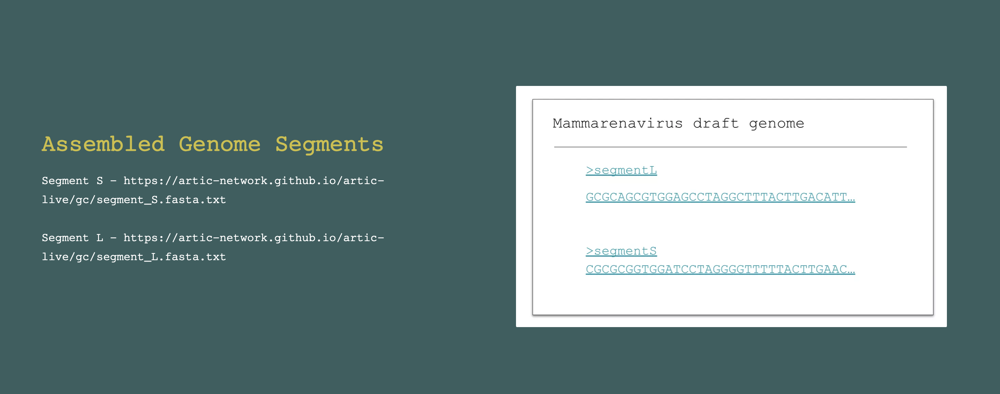 Assembled Genome Segments
Segment S - https://artic-network.github.io/artic-
live/gc/segment_S.fasta.txt
Segment L - https://artic-network.github.io/artic-
live/gc/segment_L.fasta.txt
Mammarenavirus draft genome
>segmentL
GCGCAGCGTGGAGCCTAGGCTTTACTTGACATT…
>segmentS
CGCGCGGTGGATCCTAGGGGTTTTTACTTGAAC…